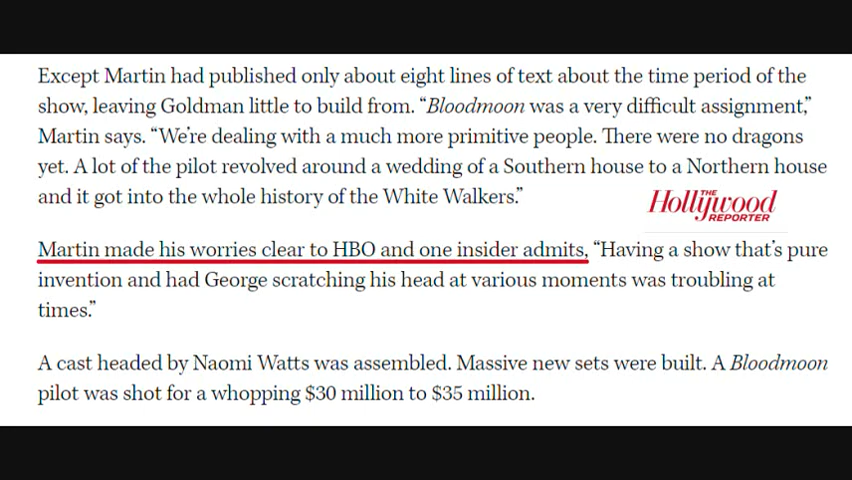 Except Martin had published only about eight lines of text about the time period of the
show, leaving Goldman little to build from. “Bloodmoon was a very difficult assignment,”
Martin says. “We’re dealing with a much more primitive people. There were no dragons
yet. A lot of the pilot revolved around a wedding of a Southern house to a Northern house
and it got into the whole history of the White Walkers.”
THE
Hollywood
REPORTER
Martin made his worries clear to HBO and one insider admits, “Having a show that’s pure
invention and had George scratching his head at various moments was troubling at
times.”
A cast headed by Naomi Watts was assembled. Massive new sets were built. A Bloodmoon
pilot was shot for a whopping $30 million to $35 million.